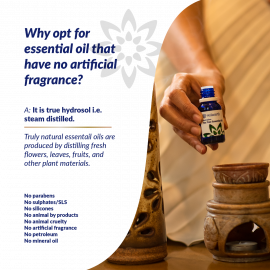 Why opt for
essential oil that
have no artificial
fragrance?
A: It is true hydrosol i.e.
steam distilled.
Truly natural essentail oils are
produced by distilling fresh
flowers, leaves, fruits, and
other plant materials.
No parabens
No sulphates/SLS
No silicones
No animal by products
No animal cruelty
No artificial fragrance
No petroleum
No mineral oil